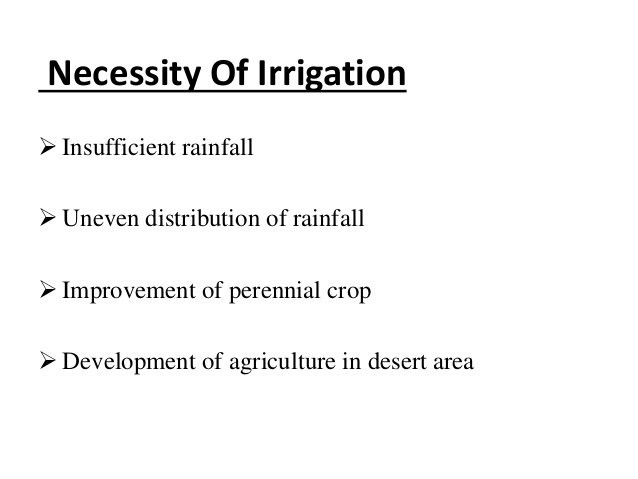 Necessity Of Irrigation
➢ Insufficient rainfall
➢ Uneven distribution of rainfall
➢ Improvement of perennial crop
➢ Development of agriculture in desert area